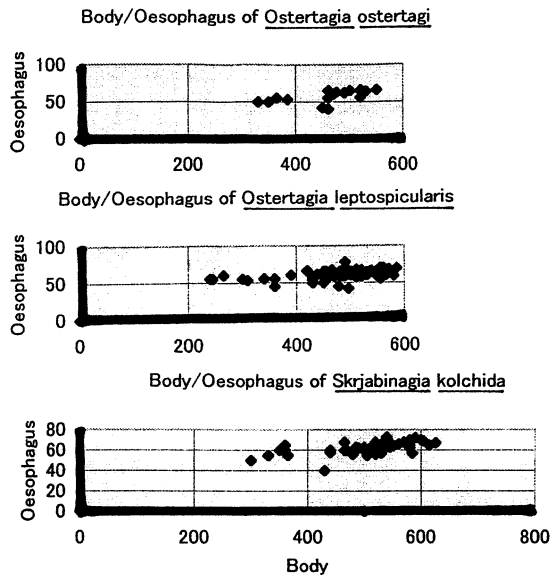 Body/Oesophagus of Ostertagia ostertagi
100
50
0
Oesophagus
0 200 400 600
Body/Oesophagus of Ostertagia leptospicularis
100
50
0
Oesophagus
0 200 400 600
Body/Oesophagus of Skrjabinagia kolchida
80
60
40
20
0
Oesophagus
0 200 400 600 800
Body